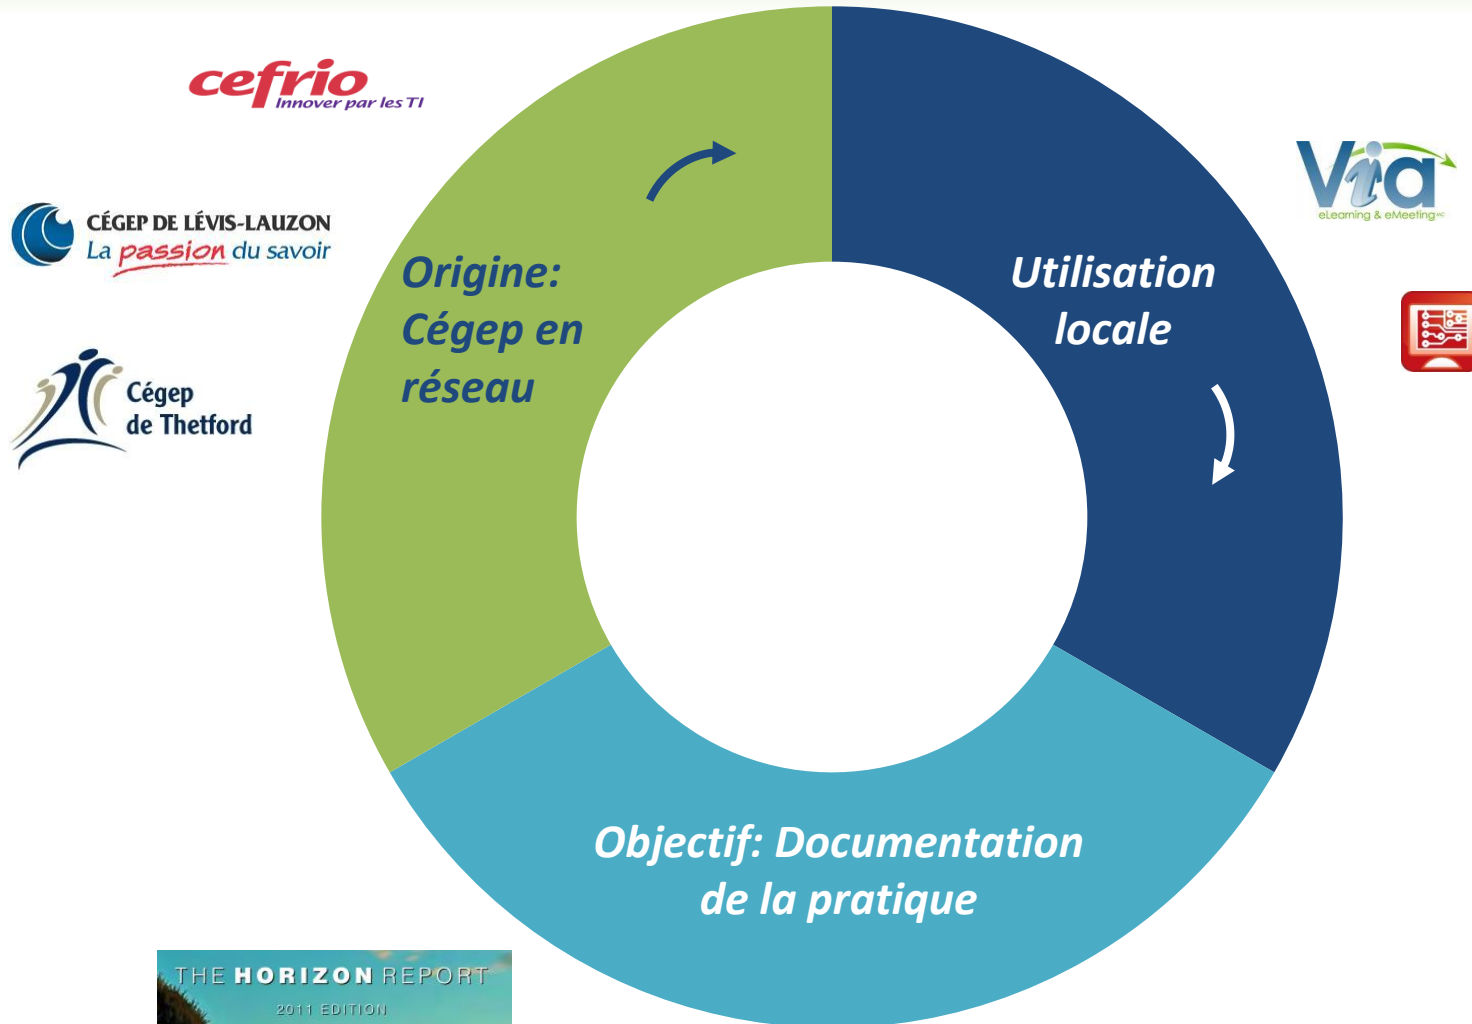 cefrio
Innover par les TI
CÉGEP DE LÉVIS-LAUZON
La passion du savoir
Cégep
de Thetford
Origine:
Cégep en
réseau
Via
eLearning & eMeeting INC
Utilisation
locale
Objectif: Documentation
de la pratique
THE HORIZON REPORT
2011 EDITION